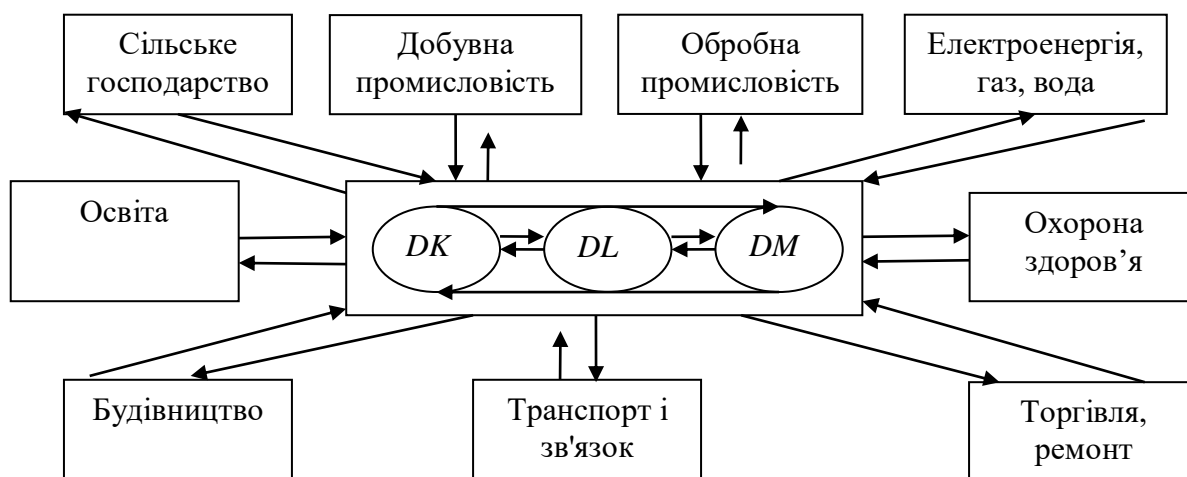 Сільське
господарство
Добувна
промисловість
Обробна
промисловість
Електроенергія,
газ, вода
Освіта
DK
DL
DM
Охорона
здоров’я
Будівництво
Транспорт і
зв'язок
Торгівля,
ремонт